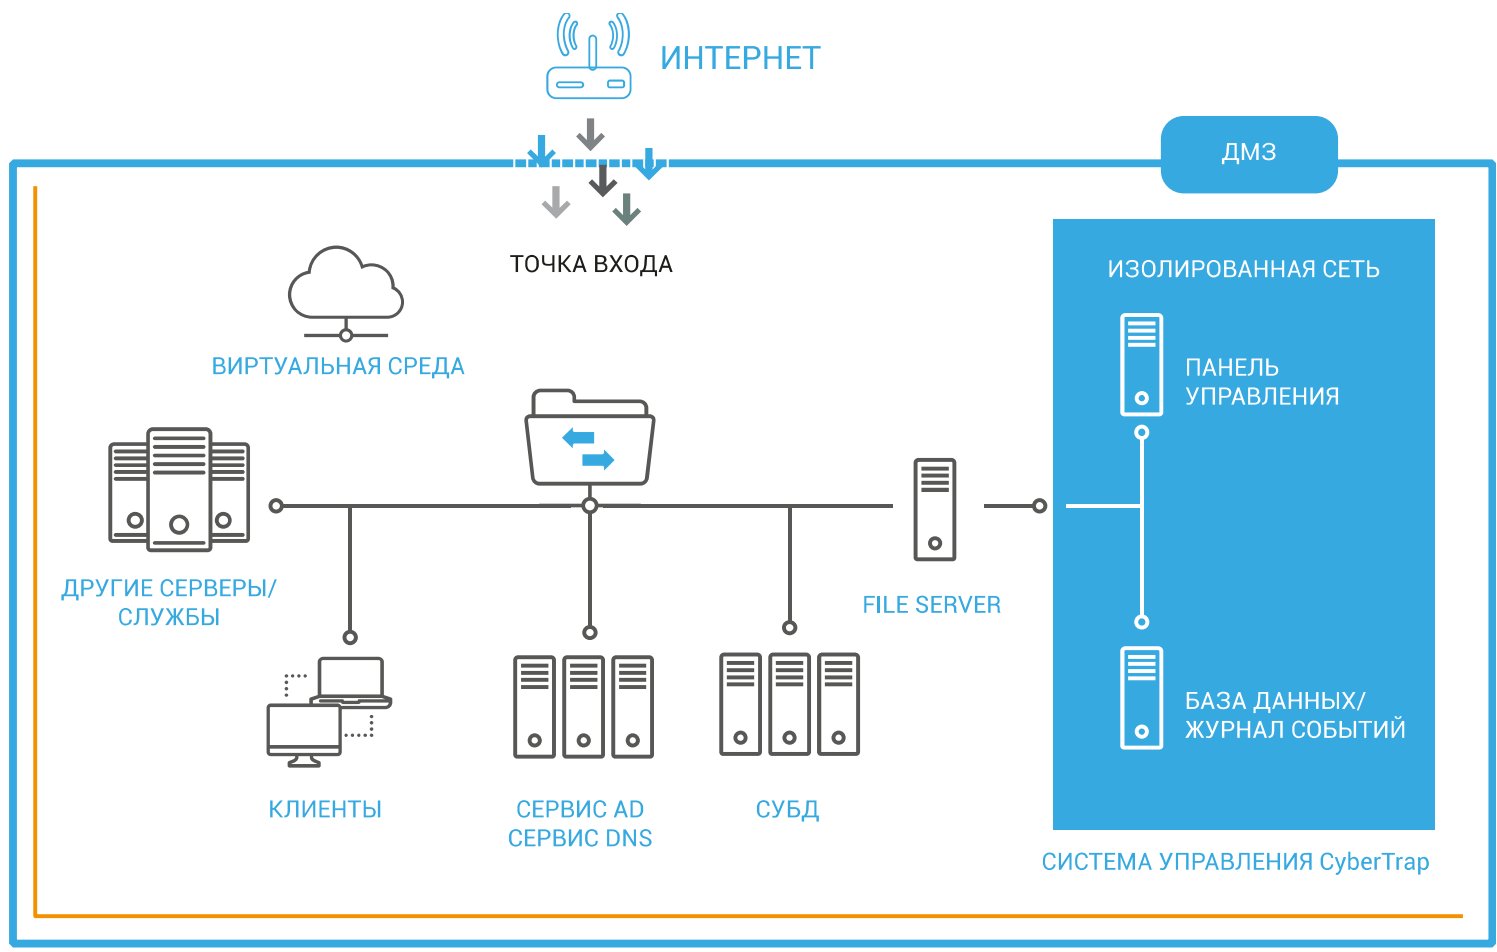 ИНТЕРНЕТ
ДМЗ
ТОЧКА ВХОДА
ИЗОЛИРОВАННАЯ СЕТЬ
ВИРТУАЛЬНАЯ СРЕДА
ПАНЕЛЬ
УПРАВЛЕНИЯ
ДРУГИЕ СЕРВЕРЫ/
СЛУЖБЫ
FILE SERVER
БАЗА ДАННЫХ/
ЖУРНАЛ СОБЫТИЙ
КЛИЕНТЫ
СЕРВИС AD
СЕРВИС DNS
СУБД
СИСТЕМА УПРАВЛЕНИЯ CyberTrap